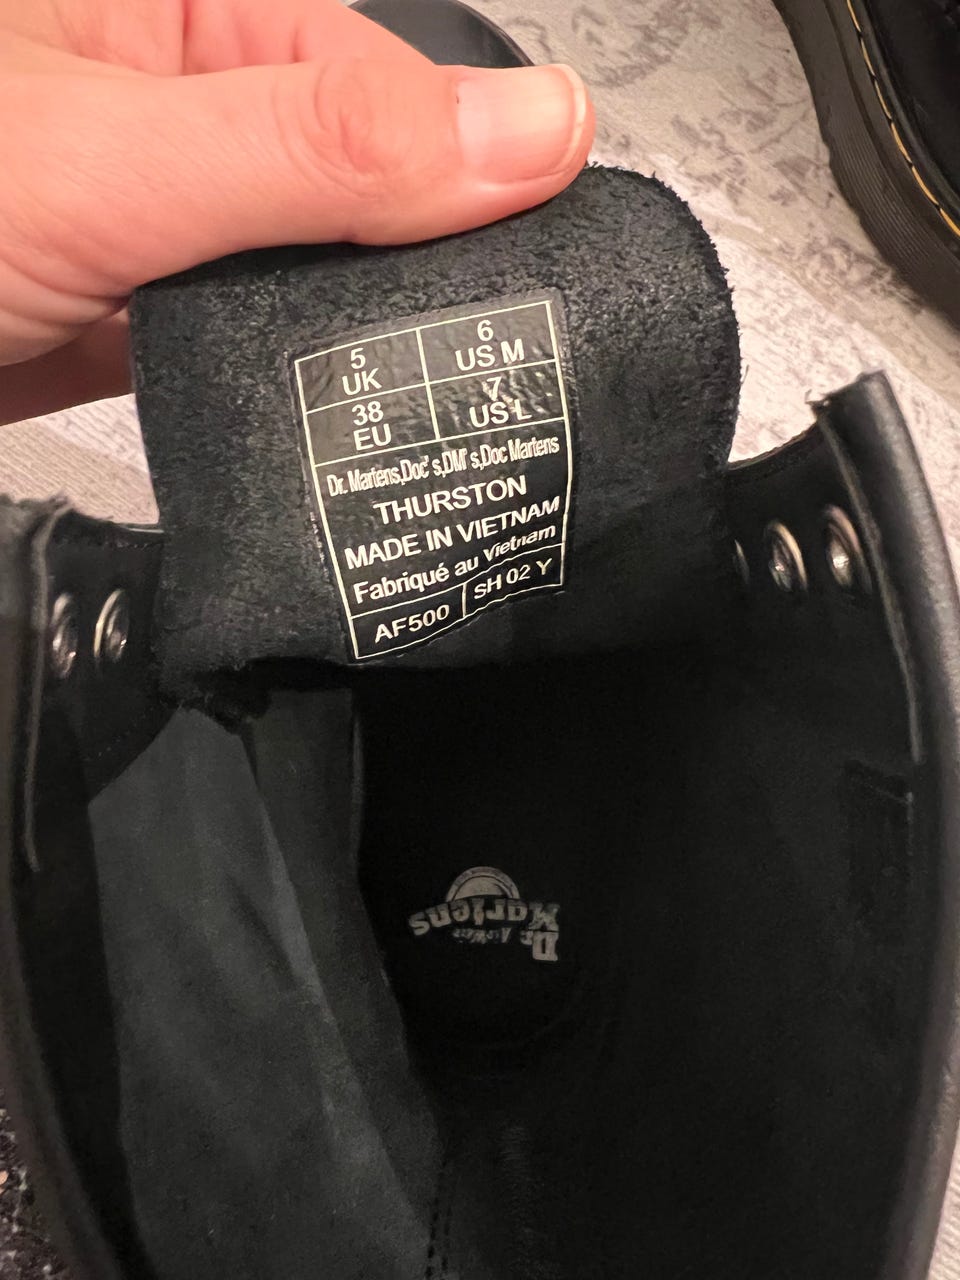 5
UK
6
US M
38
EU
7
US L
Dr. Martens,Doc's,DM's,Doc Martens
THURSTON
MADE IN VIETNAM
Fabriqué au Vietnam
AF500
SH 02 Y
Dr. Martens